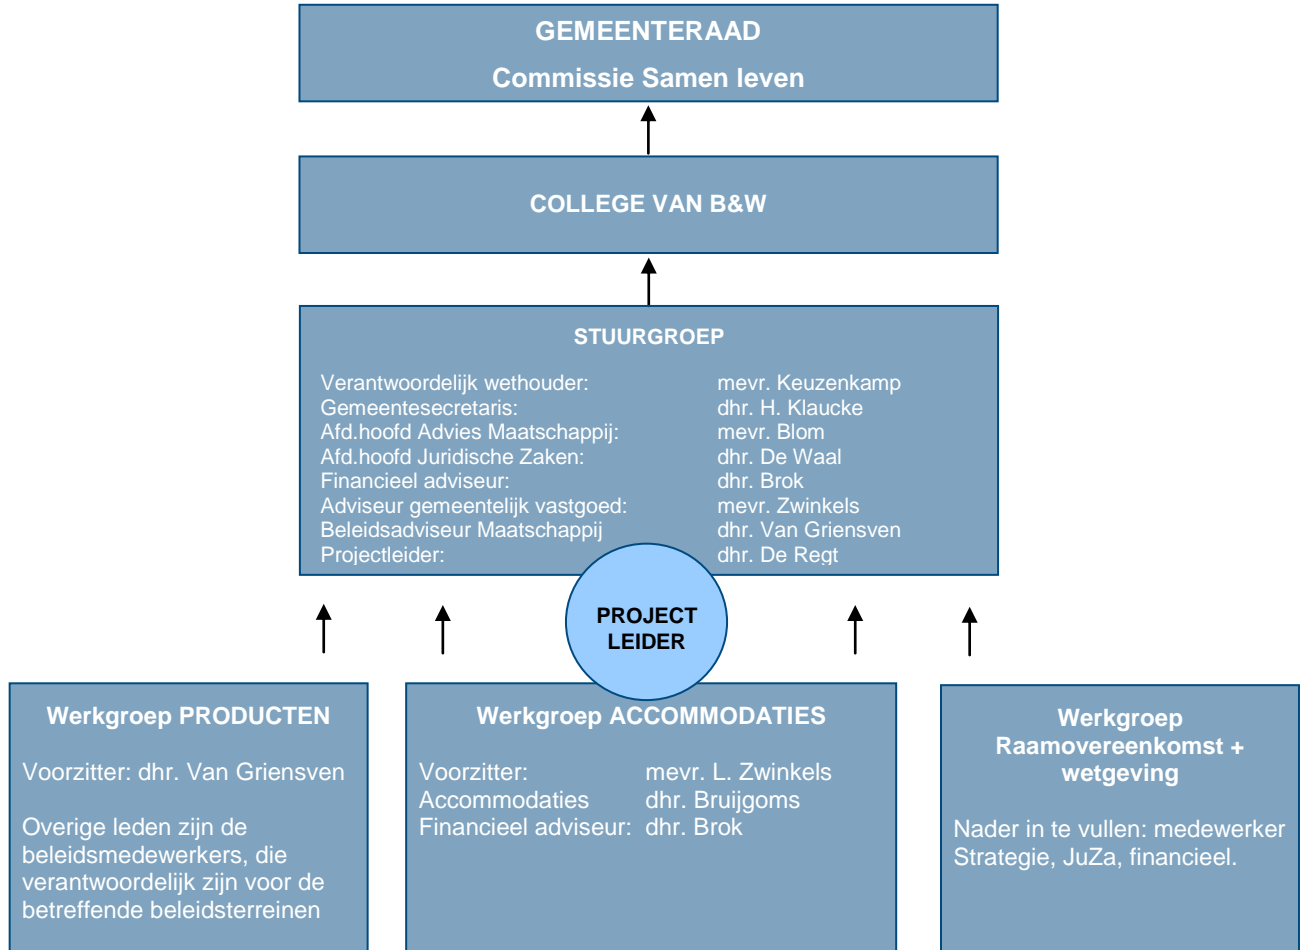 GEMEENTERAAD
Commissie Samen leven
COLLEGE VAN B&W
STUURGROEP
Verantwoordelijk wethouder: mevr. Keuzenkamp
Gemeentesecretaris: dhr. H. Klaucke
Afd.hoofd Advies Maatschappij: mevr. Blom
Afd.hoofd Juridische Zaken: dhr. De Waal
Financieel adviseur: dhr. Brok
Adviseur gemeentelijk vastgoed: mevr. Zwinkels
Beleidsadviseur Maatschappij dhr. Van Griensven
Projectleider: dhr. De Regt
PROJECT
LEIDER
Werkgroep PRODUCTEN
Voorzitter: dhr. Van Griensven
Overige leden zijn de
beleidsmedewerkers, die
verantwoordelijk zijn voor de
betreffende beleidsterreinen
Werkgroep ACCOMMODATIES
Voorzitter: mevr. L. Zwinkels
Accommodaties dhr. Bruijgoms
Financieel adviseur: dhr. Brok
Werkgroep
Raamovereenkomst +
wetgeving
Nader in te vullen: medewerker
Strategie, JuZa, financieel.